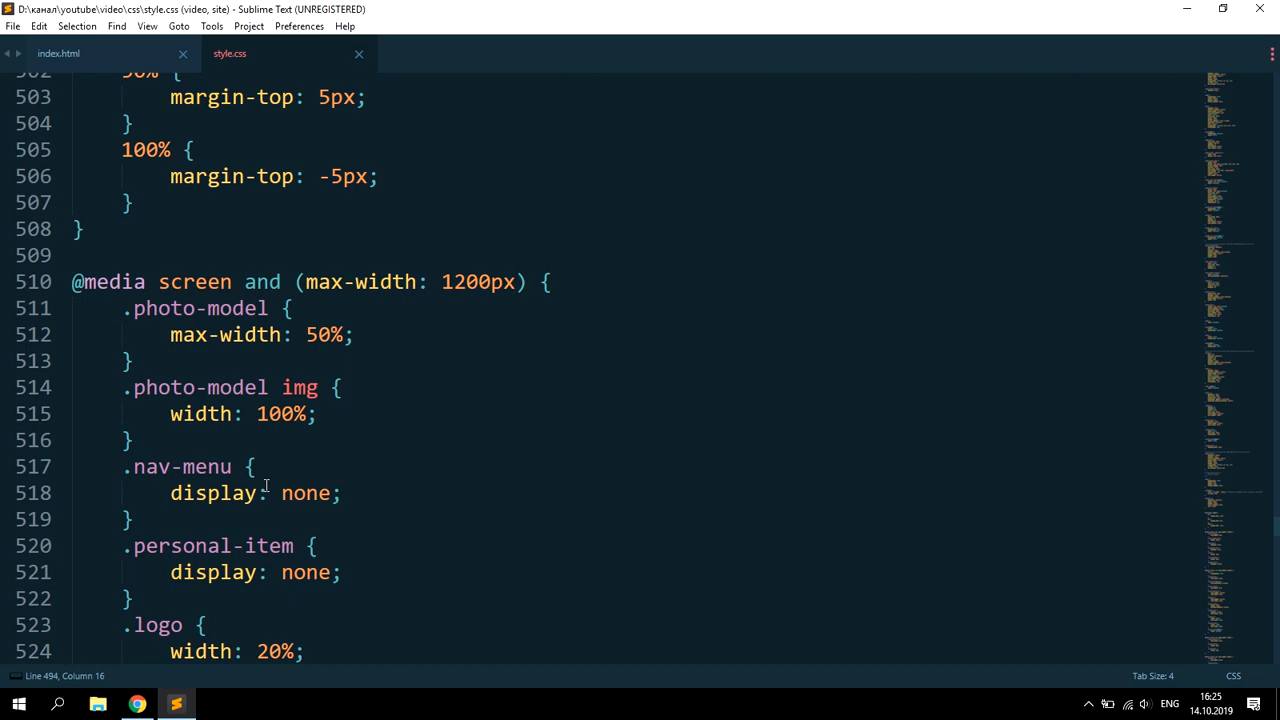 D:\канал\youtube\video\css\style.css (video, site) - Sublime Text (UNREGISTERED)
File Edit Selection Find View Goto Tools Project Preferences Help
index.html style.css
502 50% {
503 margin-top: 5px;
504 }
505 100% {
506 margin-top: -5px;
507 }
508 }
509
510 @media screen and (max-width: 1200px) {
511 .photo-model {
512 max-width: 50%;
513 }
514 .photo-model img {
515 width: 100%;
516 }
517 .nav-menu {
518 display: none;
519 }
520 .personal-item {
521 display: none;
522 }
523 .logo {
524 width: 20%;
Line 494, Column 16 Tab Size: 4 CSS
ENG 16:25
14.10.2019